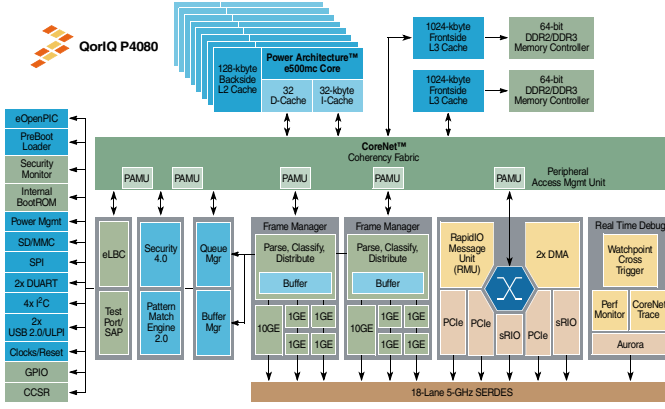 QorIQ P4080
Power Architecture™
e500mc Core
128-kbyte
Backside
L2 Cache
32
D-Cache
32-kbyte
I-Cache
1024-kbyte
Frontside
L3 Cache
64-bit
DDR2/DDR3
Memory Controller
1024-kbyte
Frontside
L3 Cache
64-bit
DDR2/DDR3
Memory Controller
eOpenPIC
PreBoot
Loader
Security
Monitor
Internal
BootROM
Power Mgmt
SD/MMC
SPI
2x DUART
4x I²C
2x
USB 2.0/ULPI
Clocks/Reset
GPIO
CCSR
CoreNet™
Coherency Fabric
PAMU
PAMU
PAMU
PAMU
PAMU
Peripheral
Access Mgmt Unit
eLBC
Test
Port/
SAP
Security
4.0
Pattern
Match
Engine
2.0
Queue
Mgr
Buffer
Mgr
Frame Manager
Parse, Classify,
Distribute
Buffer
10GE
1GE
1GE
1GE
1GE
Frame Manager
Parse, Classify,
Distribute
Buffer
10GE
1GE
1GE
1GE
1GE
RapidIO
Message
Unit
(RMU)
2x DMA
PCIe
PCIe
sRIO
PCIe
sRIO
Real Time Debug
Watchpoint
Cross
Trigger
Perf
Monitor
CoreNet
Trace
Aurora
18-Lane 5-GHz SERDES